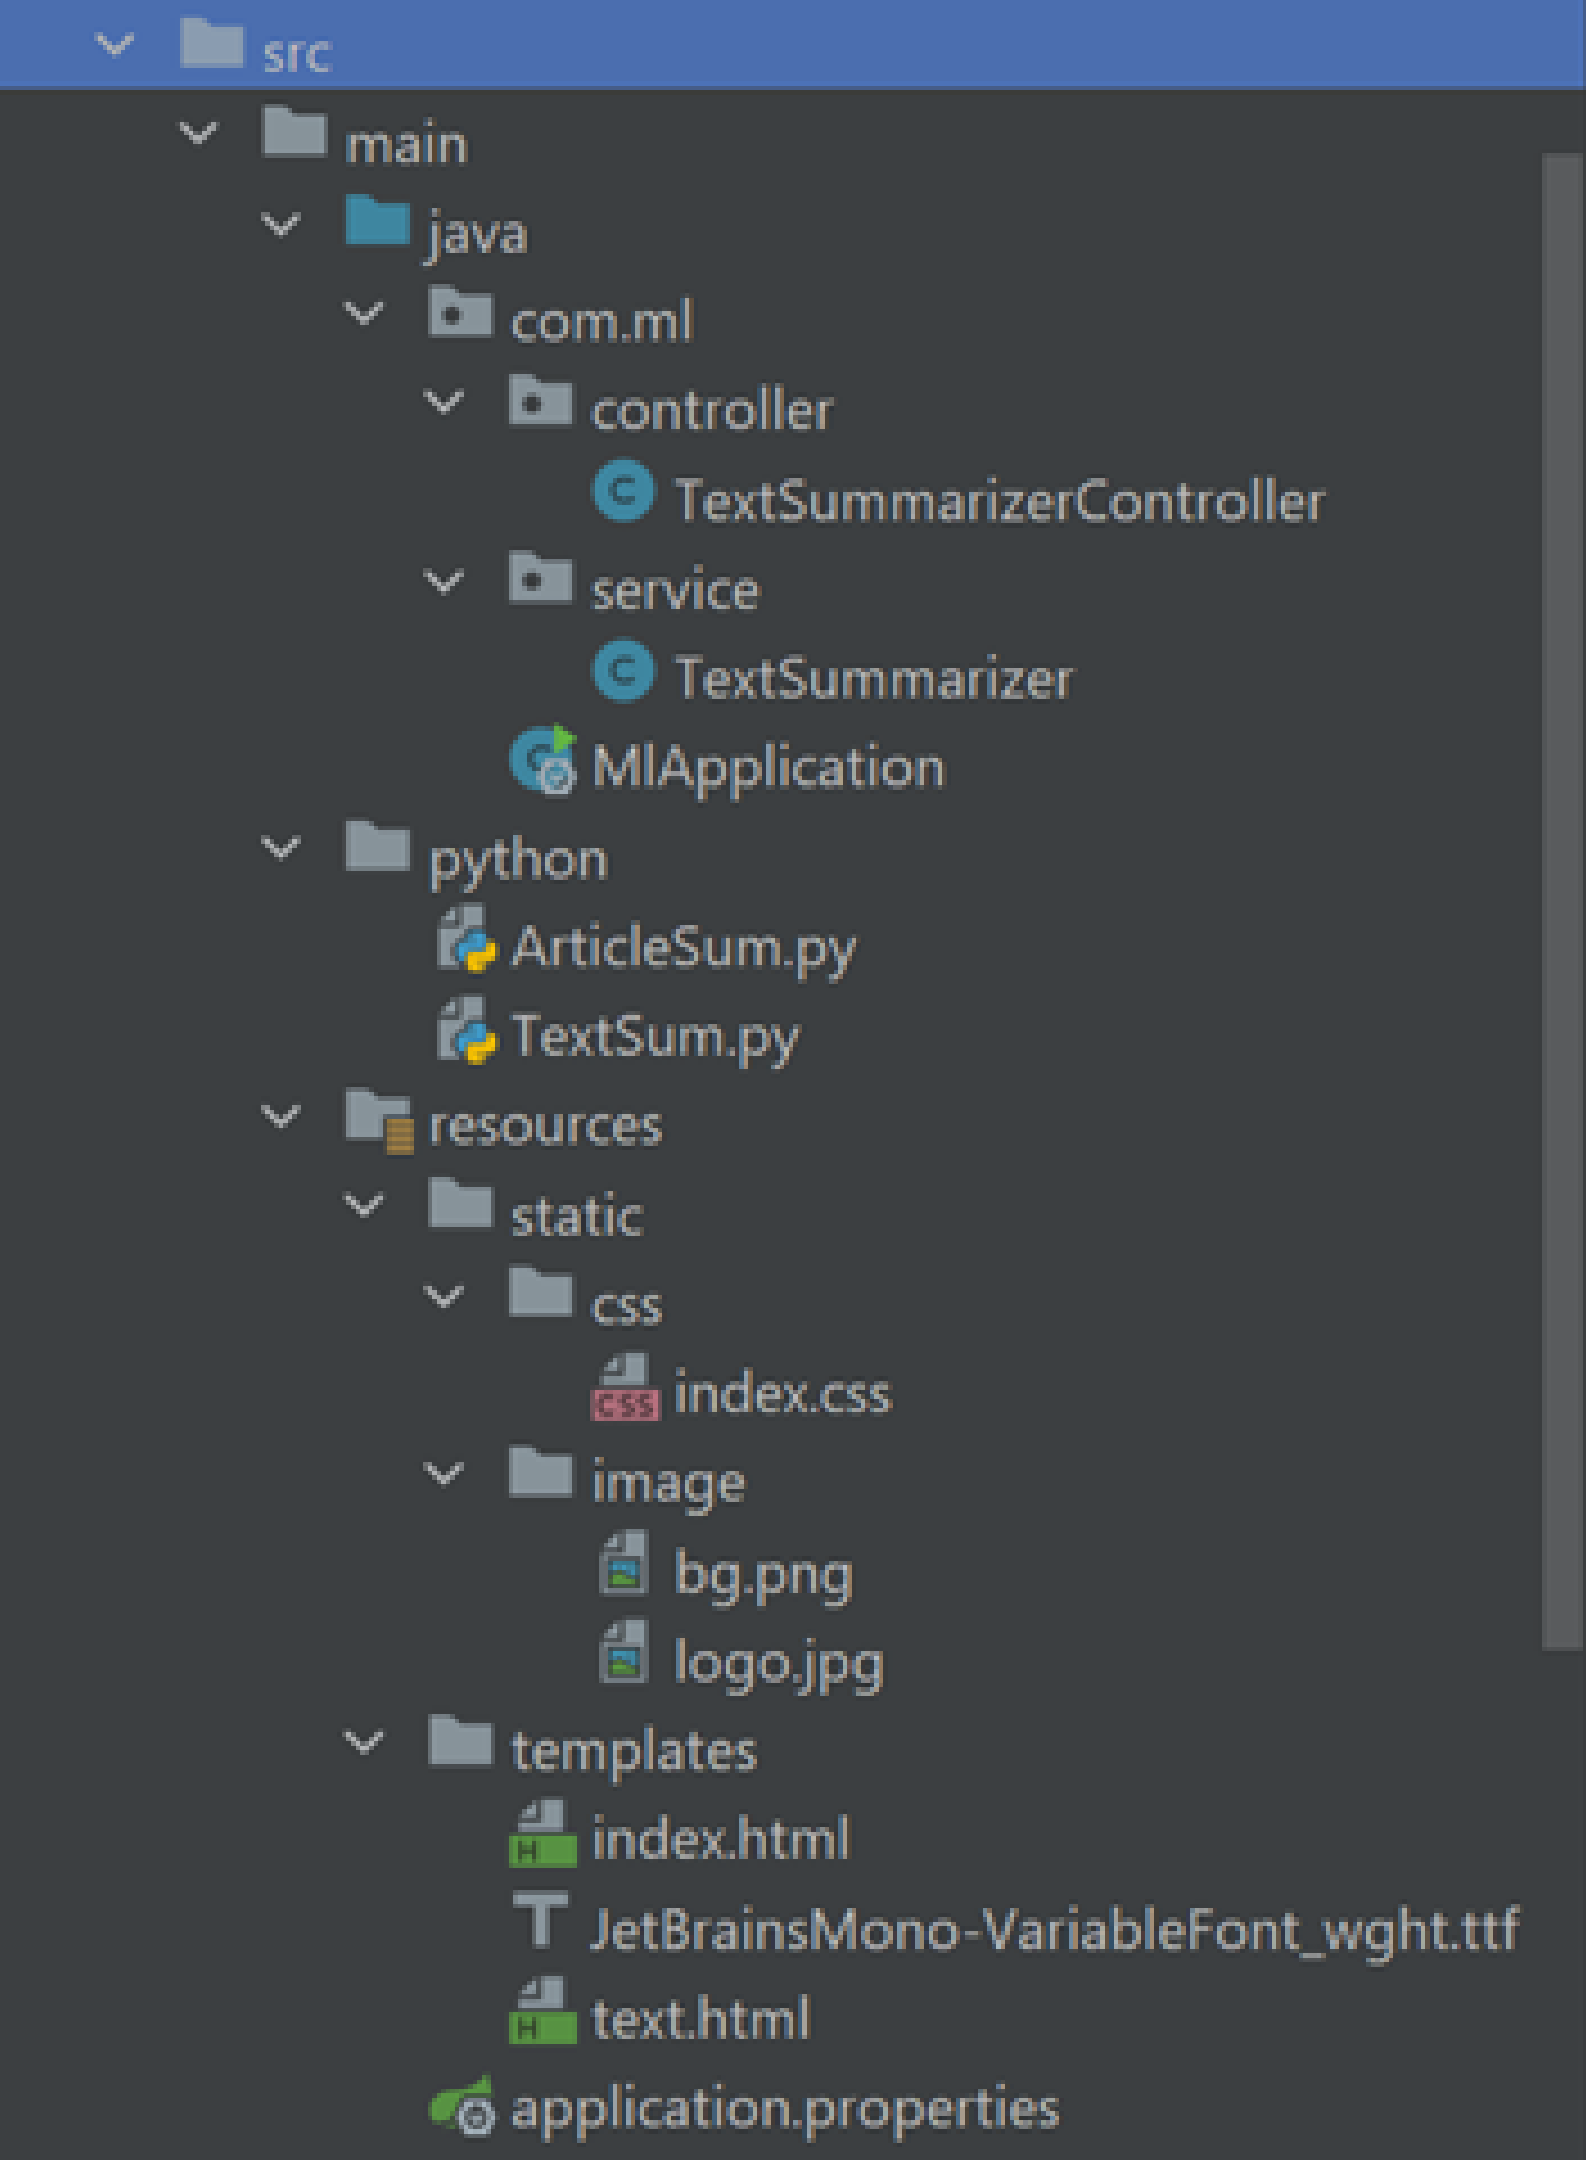 src
main
java
com.ml
controller
C TextSummarizerController
service
C TextSummarizer
MlApplication
python
ArticleSum.py
TextSum.py
resources
static
css
CSS index.css
image
bg.png
logo.jpg
templates
H index.html
JetBrainsMono-VariableFont_wght.ttf
H text.html
application.properties